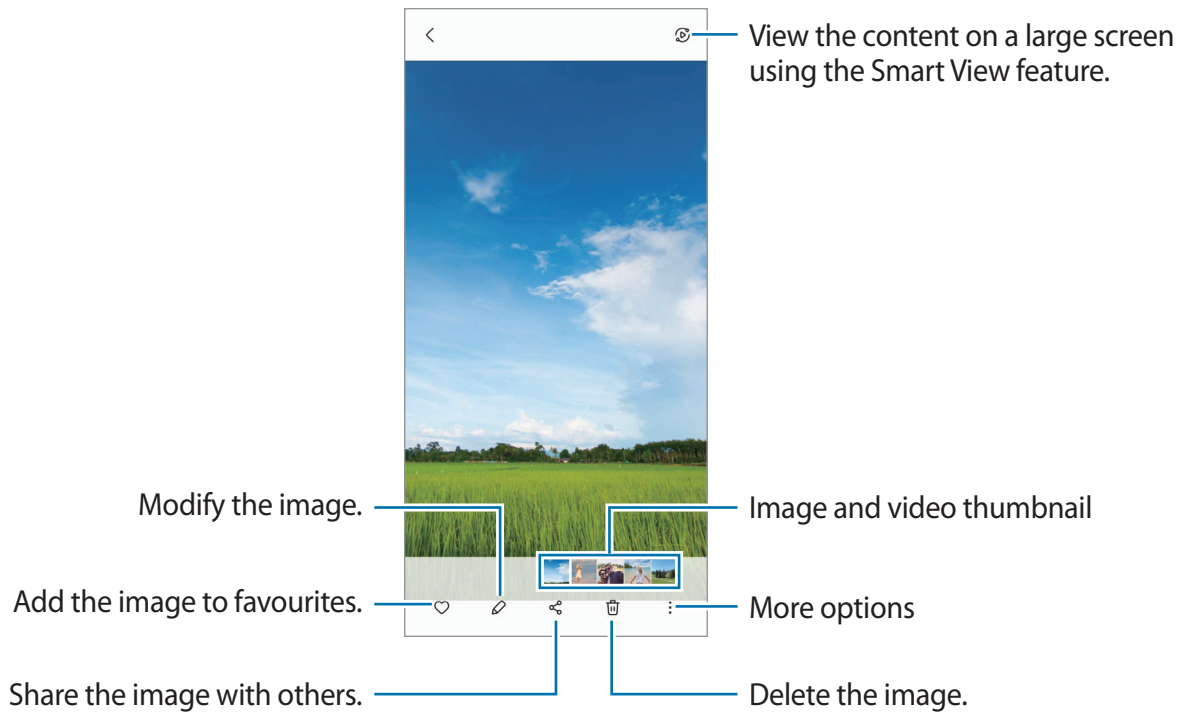 View the content on a large screen
using the Smart View feature.
Modify the image.
Image and video thumbnail
Add the image to favourites.
More options
Share the image with others.
Delete the image.